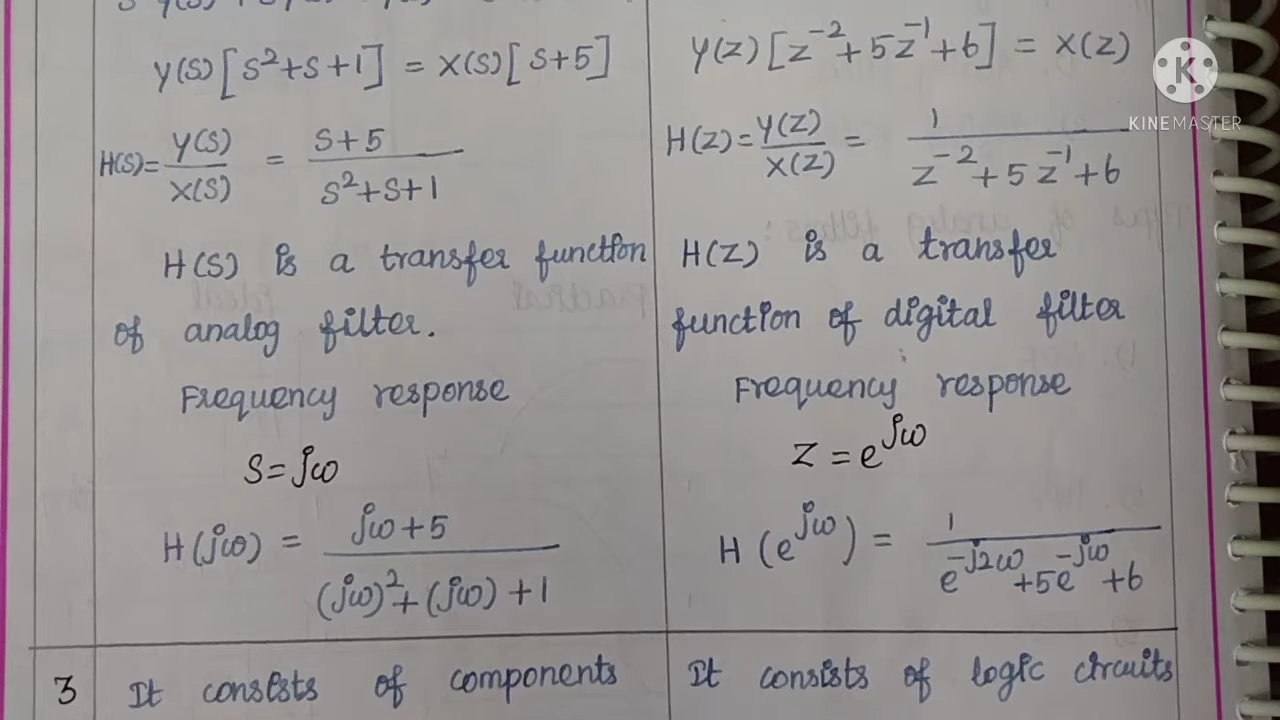 Y(S)[S²+S+1] = X(S)[S+5]
H(S)= Y(S)/X(S) = S+5/S²+S+1
H(S) is a transfer function
of analog filter.
Frequency response
S=jω
H(jω) = jω+5/(jω)²+(jω)+1
Y(Z)[Z⁻²+5Z⁻¹+6] = X(Z)
H(Z)= Y(Z)/X(Z) = 1/Z⁻²+5Z⁻¹+6
H(Z) is a transfer
function of digital filter
Frequency response
Z = e^jω
H(e^jω) = 1/e^-j2ω+5e^-jω+6
3 It consists of components
It consists of logic circuits
KINEMASTER